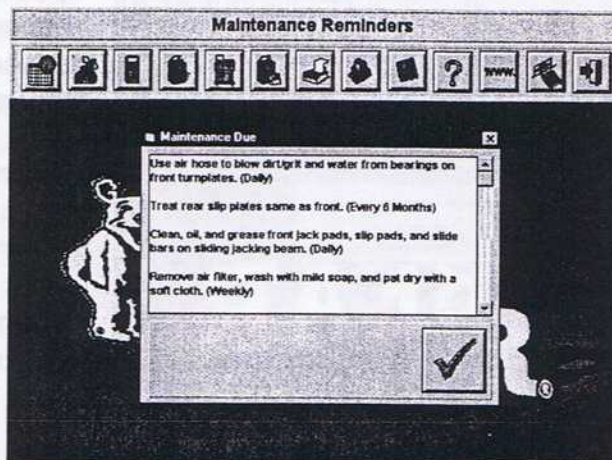 Maintenance Reminders
www.
Maintenance Due
Use air hose to blow dirt/grit and water from bearings on
front turnplates. (Daily)
Treat rear slip plates same as front. (Every 6 Months)
Clean, oil, and grease front jack pads, slip pads, and slide
bars on sliding jacking beam. (Daily)
Remove air filter, wash with mild soap, and pat dry with a
soft cloth. (Weekly)
R®